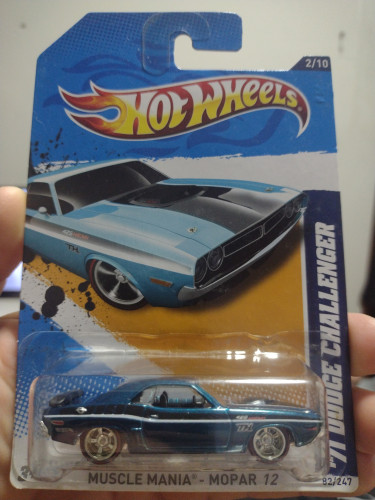 2/10
HOT WHEELS
'71 DODGE CHALLENGER
MUSCLE MANIA® - MOPAR 12
82/247